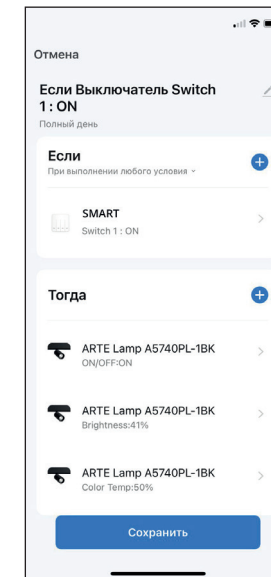 Отмена
Если Выключатель Switch
1 : ON
Полный день
Если
При выполнении любого условия
SMART
Switch 1 : ON
Тогда
ARTE Lamp A5740PL-1BK
ON/OFF:ON
ARTE Lamp A5740PL-1BK
Brightness:41%
ARTE Lamp A5740PL-1BK
Color Temp:50%
Сохранить